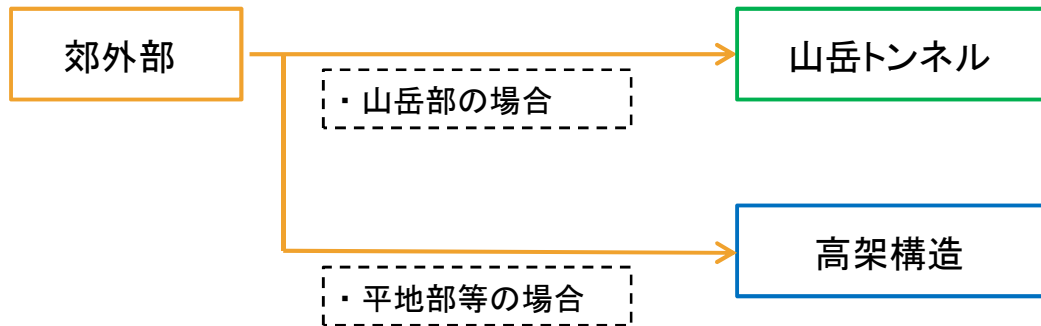 郊外部
山岳トンネル
・山岳部の場合
高架構造
・平地部等の場合